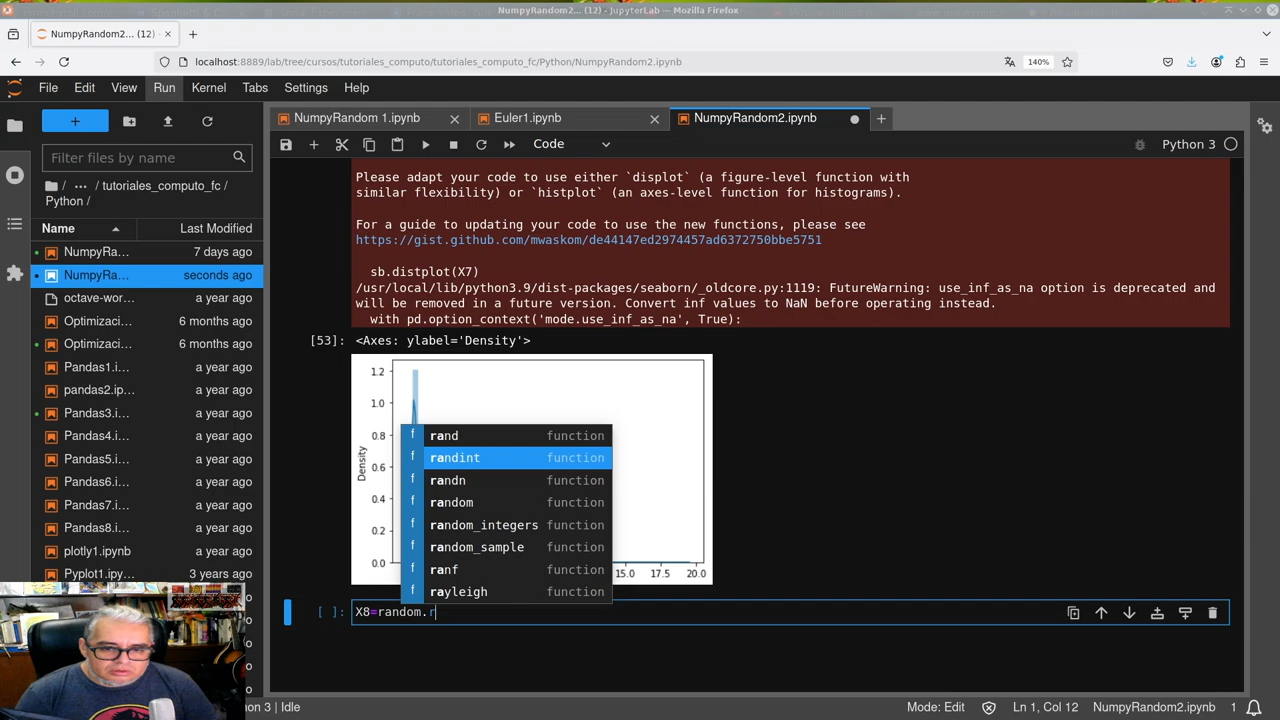 NumpyRandom2... (12) - JupyterLab — Mozilla Firefox
NumpyRandom2... (12)
localhost:8889/lab/tree/cursos/tutoriales_computo/tutoriales_computo_fc/Python/NumpyRandom2.ipynb
140%
File Edit View Run Kernel Tabs Settings Help
NumpyRandom 1.ipynb
Euler1.ipynb
NumpyRandom2.ipynb
Filter files by name
Code
Python 3
/ ... / tutoriales_computo_fc /
Python /
Name
Last Modified
NumpyRa... 7 days ago
NumpyRa... seconds ago
octave-wor... a year ago
Optimizaci... 6 months ago
Optimizaci... 6 months ago
Pandas1.i... a year ago
pandas2.ip... a year ago
Pandas3.i... a year ago
Pandas4.i... a year ago
Pandas5.i... a year ago
Pandas6.i... a year ago
Pandas7.i... a year ago
Pandas8.i... a year ago
plotly1.ipynb a year ago
Pyplot1.ipy... 3 years ago
Please adapt your code to use either `displot` (a figure-level function with
similar flexibility) or `histplot` (an axes-level function for histograms).
For a guide to updating your code to use the new functions, please see
https://gist.github.com/mwaskom/de44147ed2974457ad6372750bbe5751
sb.distplot(X7)
/usr/local/lib/python3.9/dist-packages/seaborn/_oldcore.py:1119: FutureWarning: use_inf_as_na option is deprecated and
will be removed in a future version. Convert inf values to NaN before operating instead.
with pd.option_context('mode.use_inf_as_na', True):
[53]: <Axes: ylabel='Density'>
1.2
1.0
0.8
0.6
0.4
0.2
0.0
Density
15.0 17.5 20.0
f rand function
f randint function
f randn function
f random function
f random_integers function
f random_sample function
f ranf function
f rayleigh function
[ ]: X8=random.r
n 3 | Idle
Mode: Edit
Ln 1, Col 12
NumpyRandom2.ipynb
1